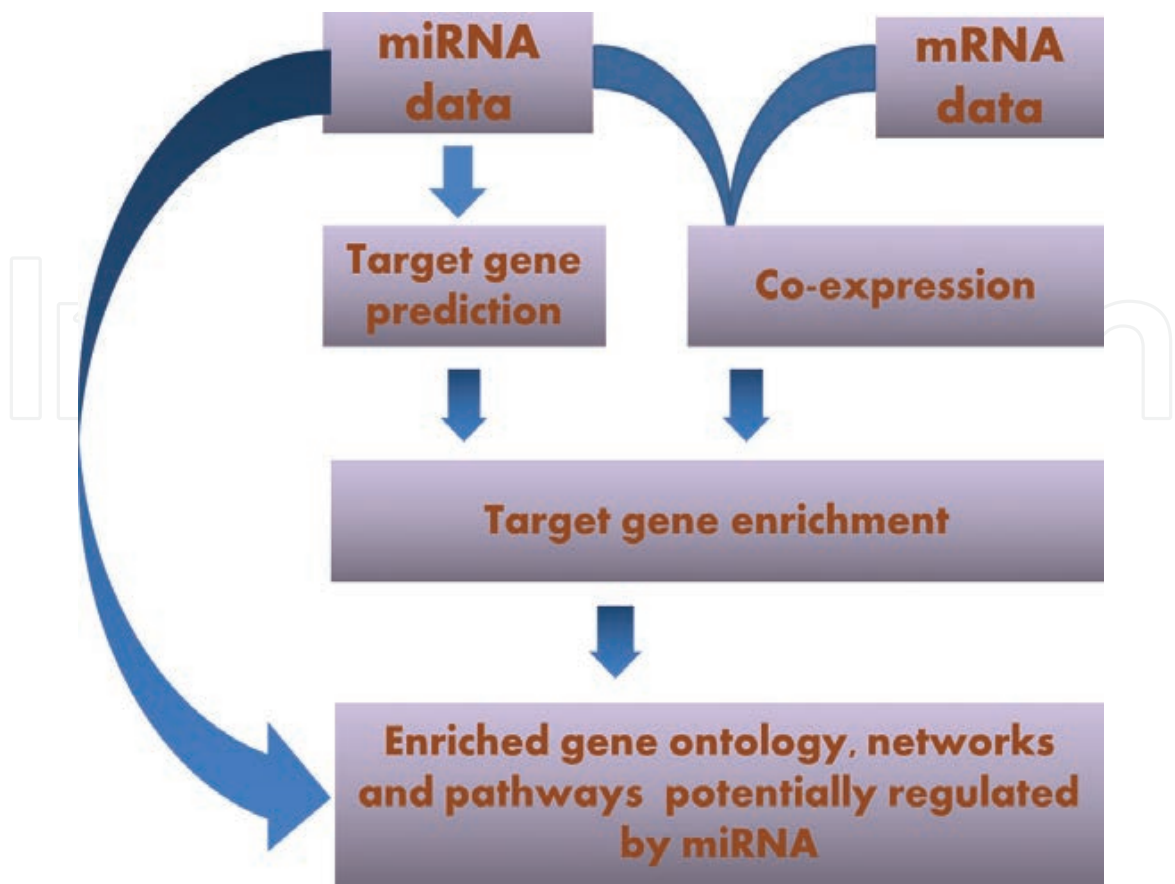 miRNA
data
mRNA
data
Target gene
prediction
Co-expression
Target gene enrichment
Enriched gene ontology, networks
and pathways potentially regulated
by miRNA